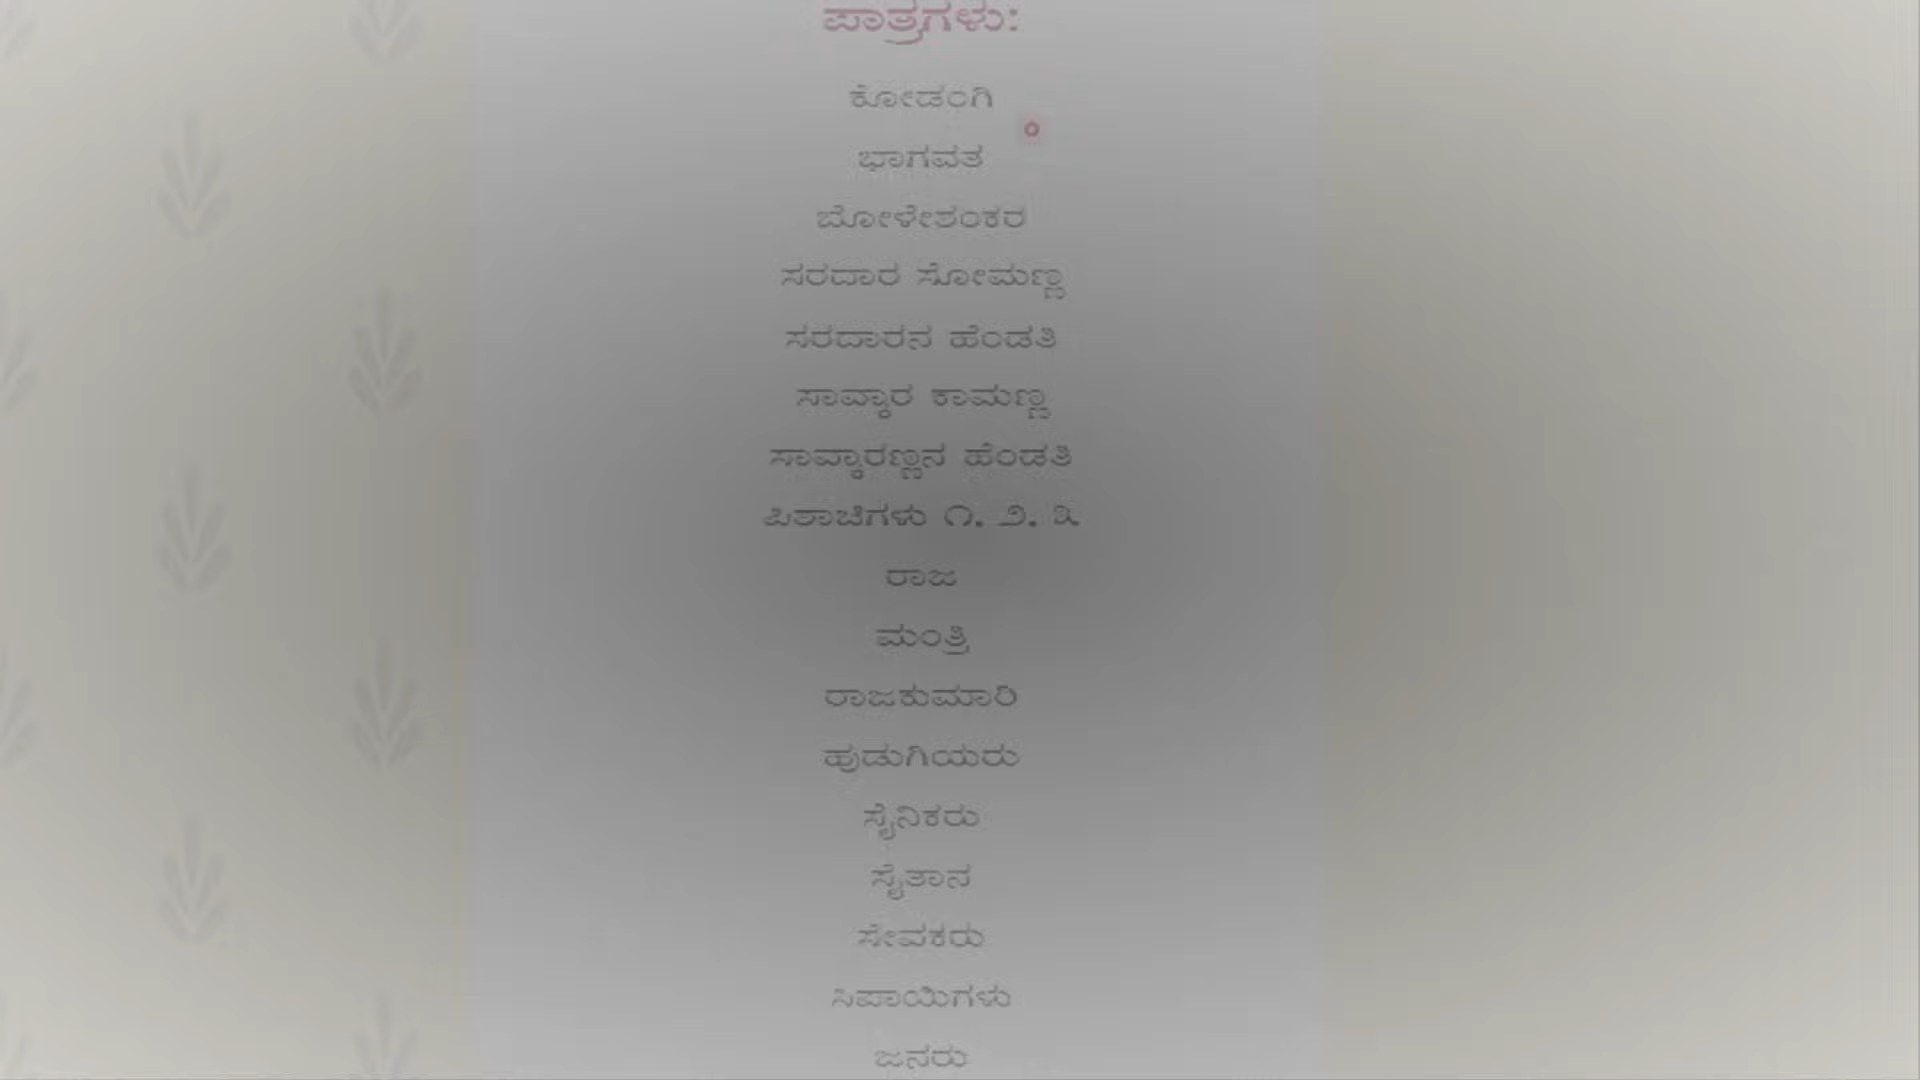 ಪಾತ್ರಗಳು:
ಕೋಡಂಗಿ
ಭಾಗವತ
ಬೋಳೇಶಂಕರ
ಸರದಾರ ಸೋಮಣ್ಣ
ಸರದಾರನ ಹೆಂಡತಿ
ಸಾವ್ಕಾರ ಕಾಮಣ್ಣ
ಸಾವ್ಕಾರಣ್ಣನ ಹೆಂಡತಿ
ಪಿಶಾಚಿಗಳು ೧. ೨. ೩
ರಾಜ
ಮಂತ್ರಿ
ರಾಜಕುಮಾರಿ
ಹುಡುಗಿಯರು
ಸೈನಿಕರು
ಸೈತಾನ
ಸೇವಕರು
ಸಿಪಾಯಿಗಳು
ಜನರು